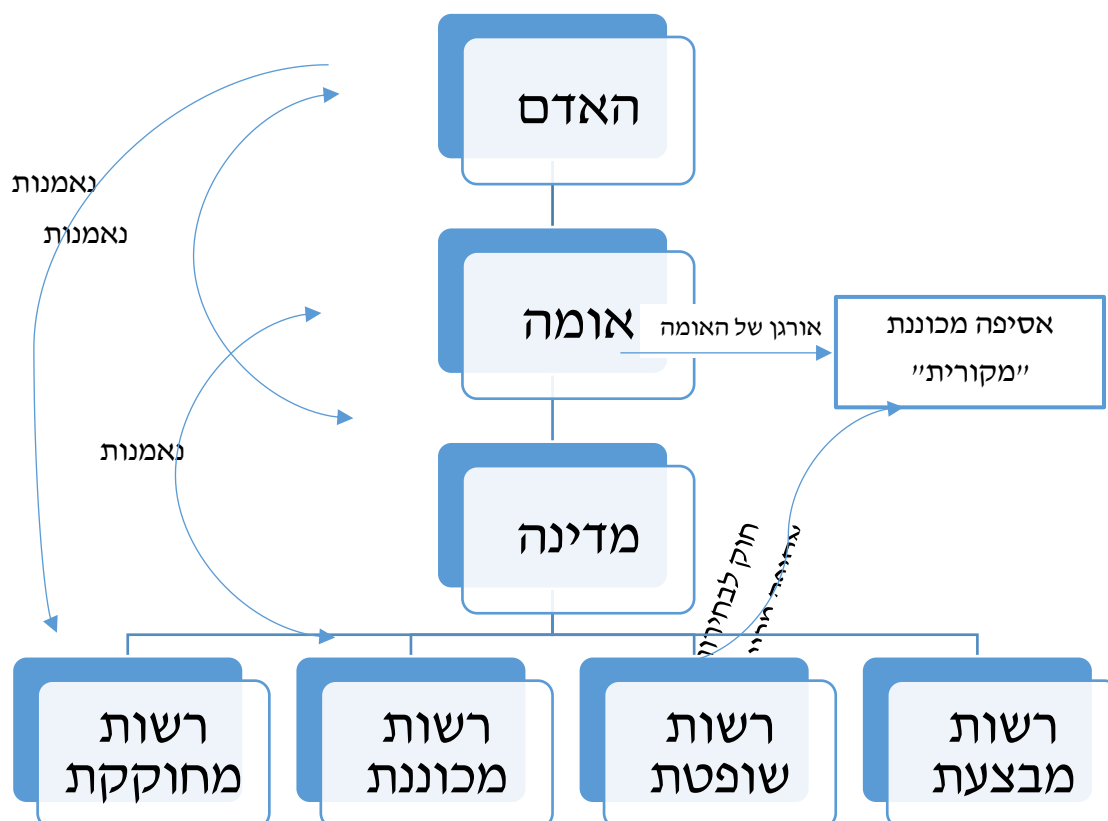 האדם
נאמנות
נאמנות
אומה
אורגן של האומה
אסיפה מכוננת
״מקורית״
נאמנות
מדינה
חוק לבחירו
רשות
מחוקקת
רשות
מכוננת
רשות
שופטת
רשות
מבצעת